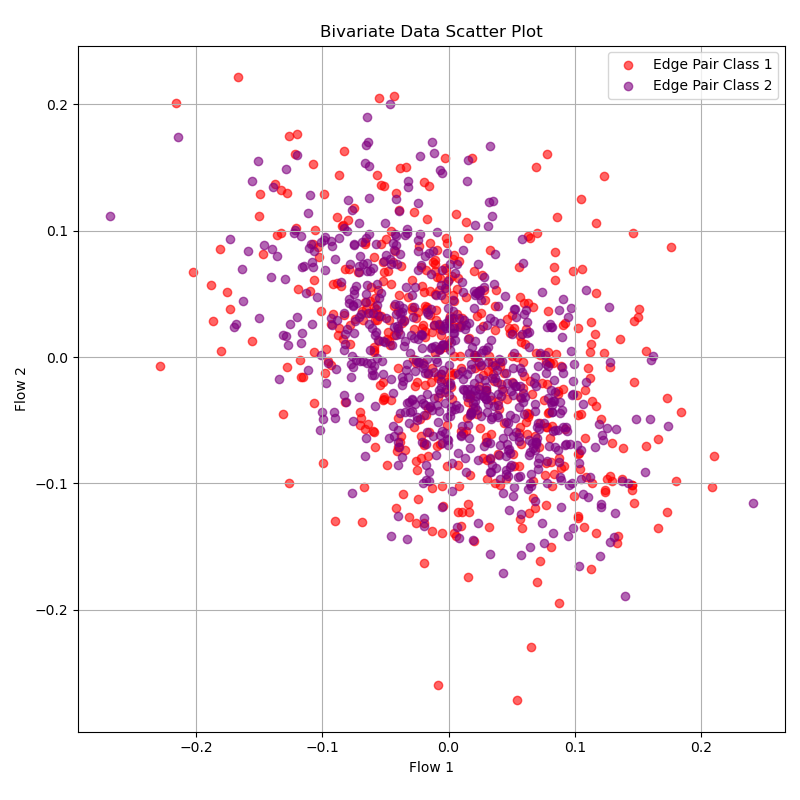 Bivariate Data Scatter Plot
Edge Pair Class 1
Edge Pair Class 2
Flow 2
0.2
0.1
0.0
−0.1
−0.2
−0.2
−0.1
0.0
0.1
0.2
Flow 1